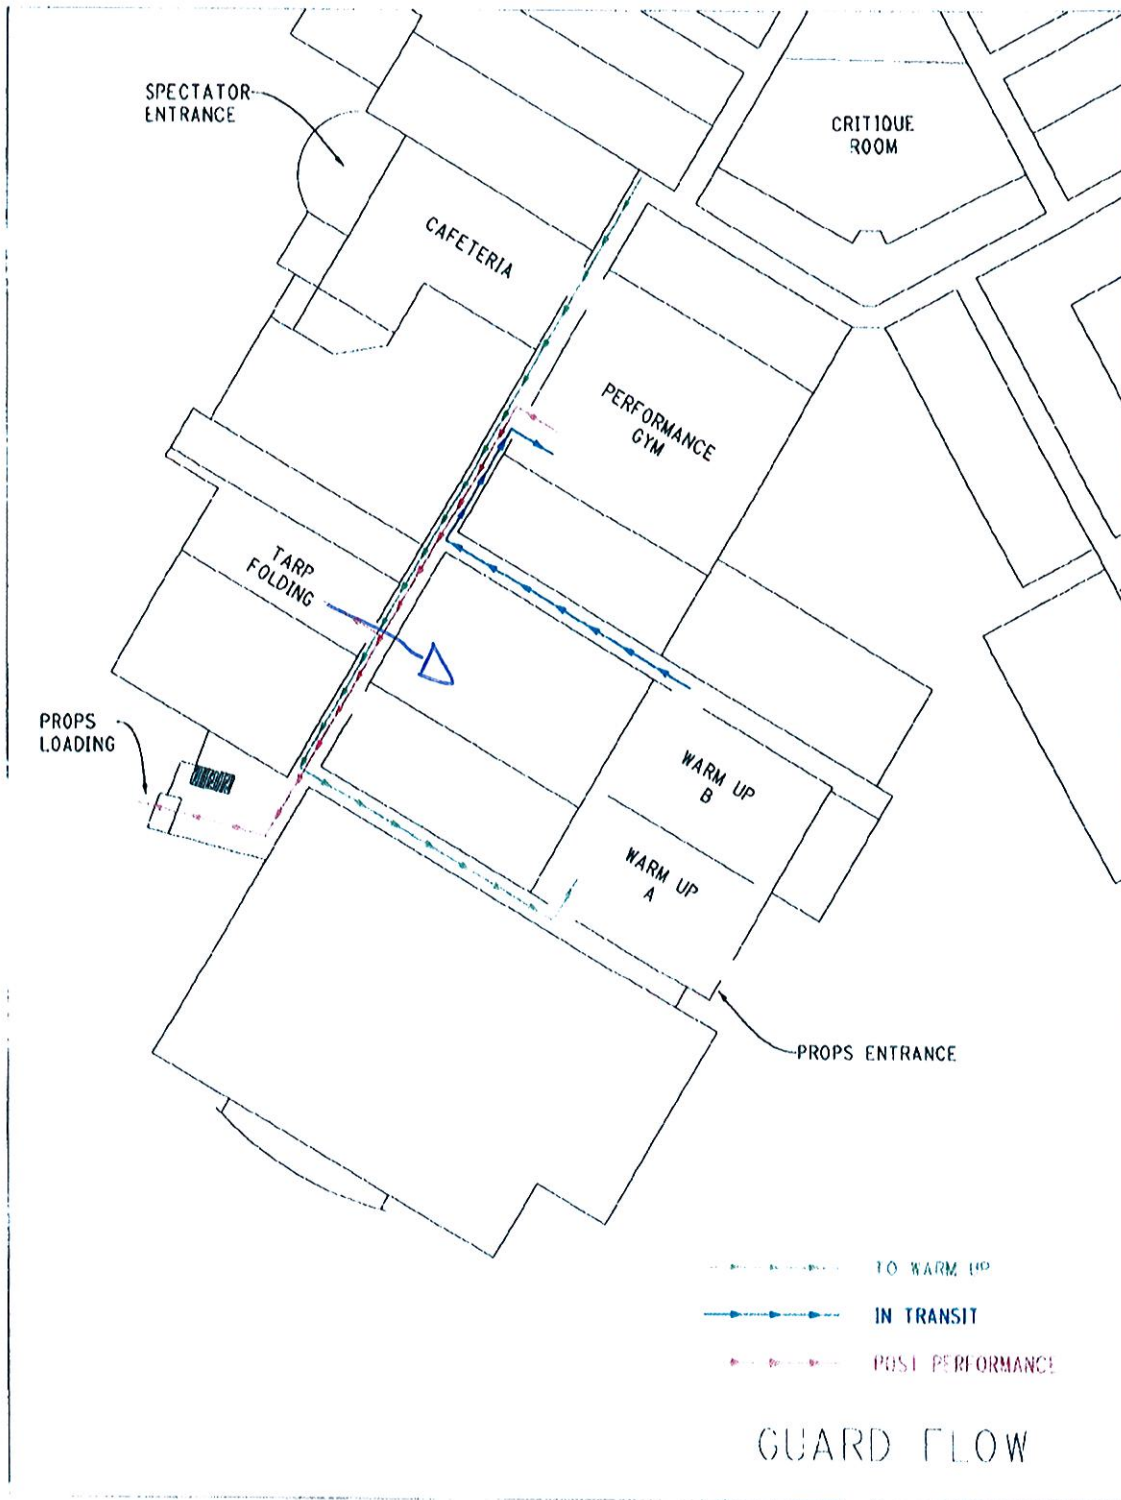 SPECTATOR
ENTRANCE
CRITIQUE
ROOM
CAFETERIA
PERFORMANCE
GYM
TARP
FOLDING
PROPS
LOADING
WARM UP
B
WARM UP
A
PROPS ENTRANCE
TO WARM UP
IN TRANSIT
POST PERFORMANCE
GUARD FLOW